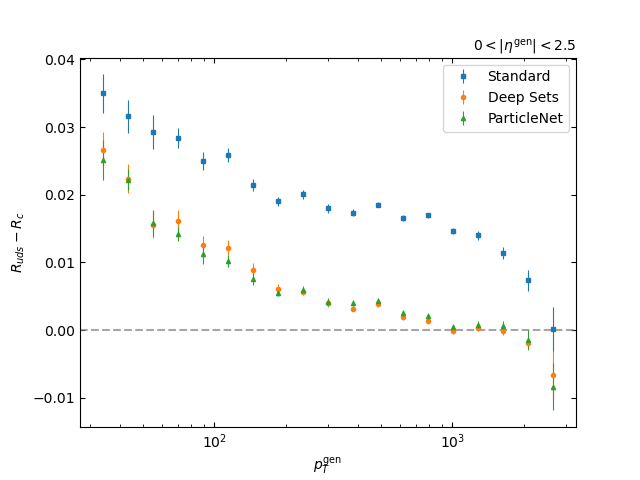 0 < |η^gen| < 2.5
0.04
0.03
0.02
0.01
0.00
−0.01
R_uds − R_c
Standard
Deep Sets
ParticleNet
10^2
10^3
p_T^gen